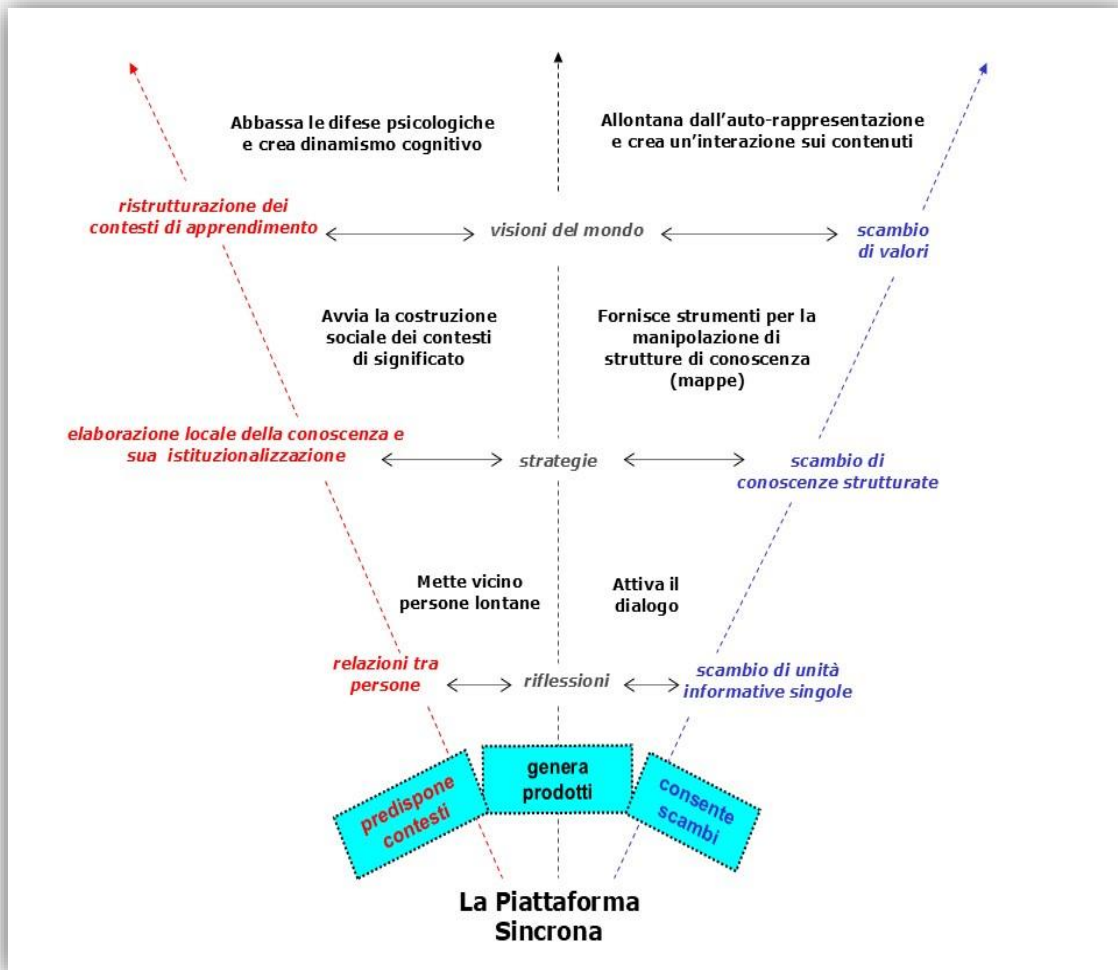 Abbassa le difese psicologiche
e crea dinamismo cognitivo
Allontana dall'auto-rappresentazione
e crea un'interazione sui contenuti
ristrutturazione dei
contesti di apprendimento
visioni del mondo
scambio
di valori
Avvia la costruzione
sociale dei contesti
di significato
Fornisce strumenti per la
manipolazione di
strutture di conoscenza
(mappe)
elaborazione locale della conoscenza e
sua istituzionalizzazione
strategie
scambio di
conoscenze strutturate
Mette vicino
persone lontane
Attiva il
dialogo
relazioni tra
persone
riflessioni
scambio di unità
informative singole
predispone
contesti
genera
prodotti
consente
scambi
La Piattaforma
Sincrona